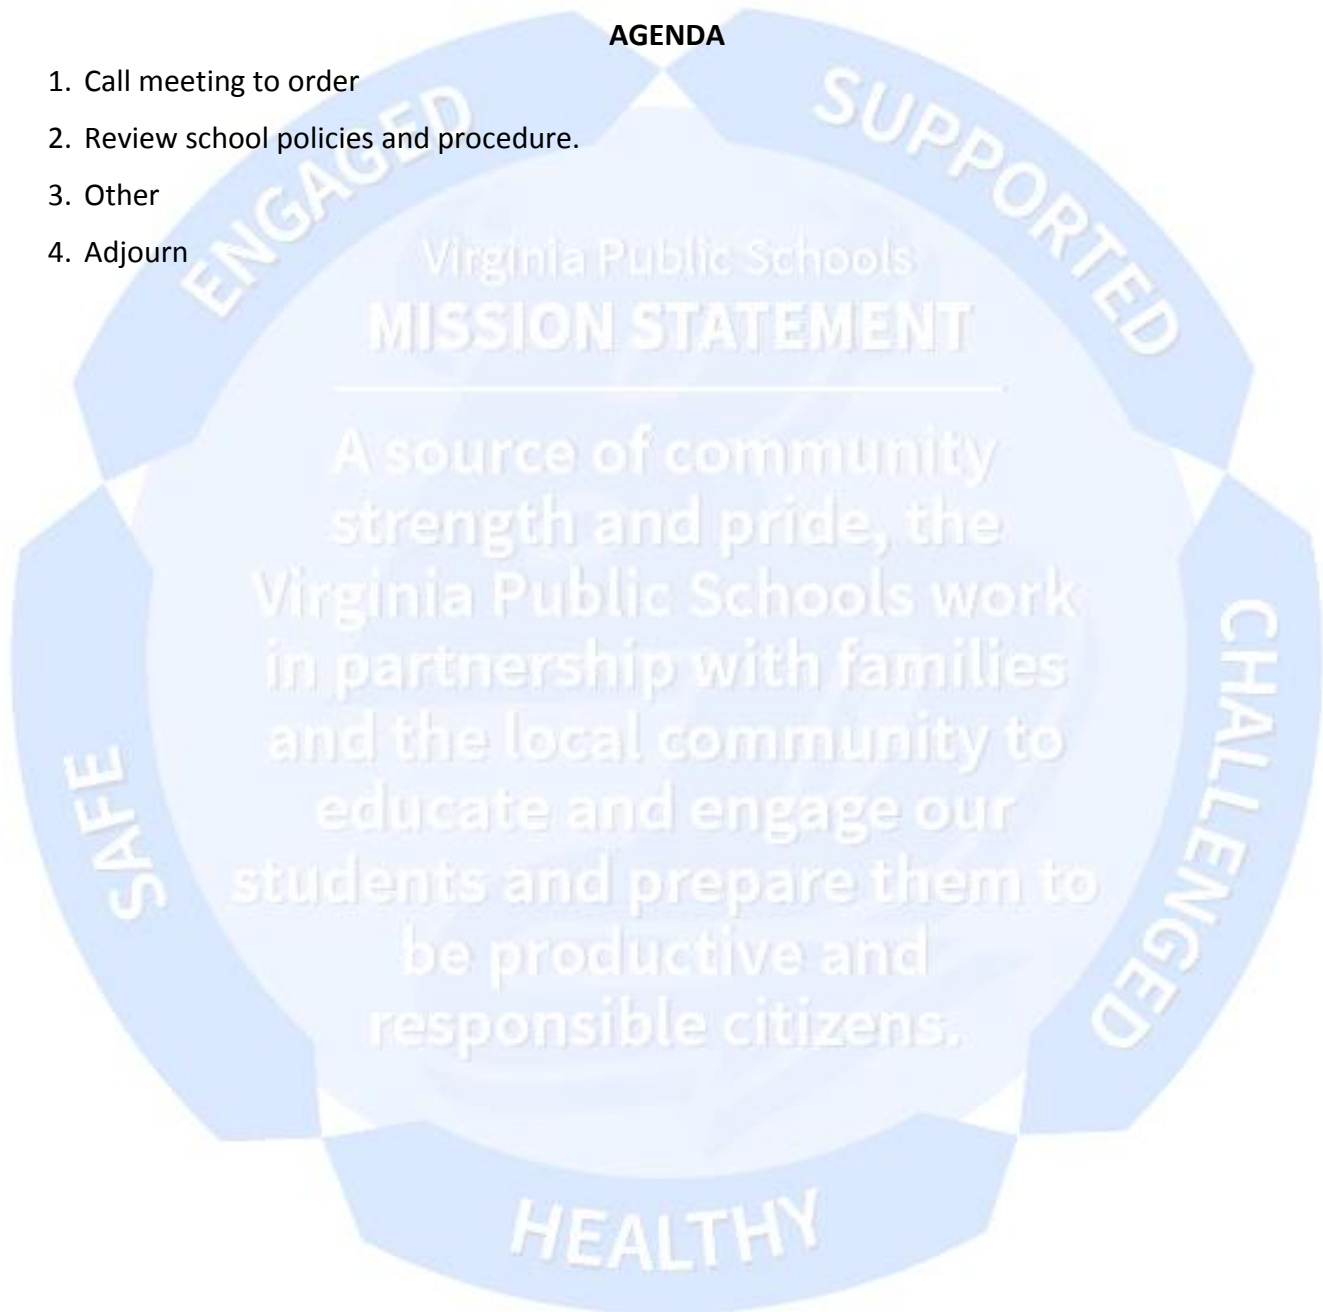 AGENDA
1. Call meeting to order
2. Review school policies and procedure.
3. Other
4. Adjourn
ENGAGED
SUPPORTED
Virginia Public Schools
MISSION STATEMENT
A source of community
strength and pride, the
Virginia Public Schools work
in partnership with families
and the local community to
educate and engage our
students and prepare them to
be productive and
responsible citizens.
SAFE
CHALLENGED
HEALTHY